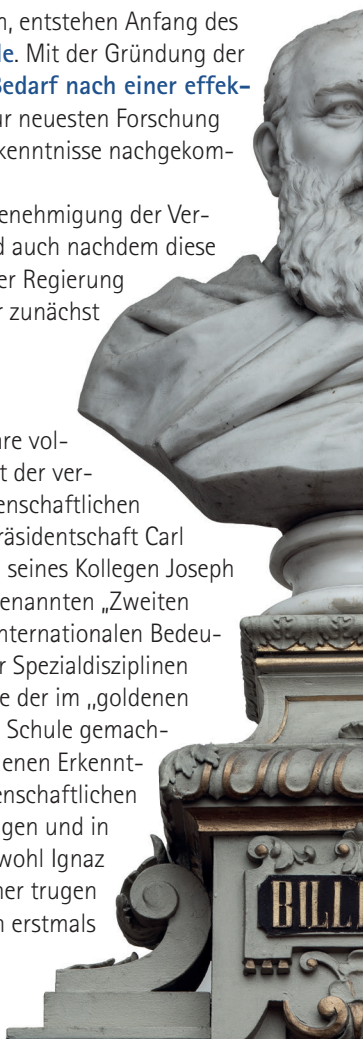 n, entstehen Anfang des
le. Mit der Gründung der
Bedarf nach einer effek-
ur neuesten Forschung
kenntnisse nachgekom-
enehmigung der Ver-
d auch nachdem diese
er Regierung
r zunächst
re vol-
t der ver-
enschaftlichen
räsidentschaft Carl
seines Kollegen Joseph
enannten „Zweiten
nternationalen Bedeu-
r Spezialdisziplinen
e der im „goldenen
Schule gemach-
enen Erkennt-
enschaftlichen
gen und in
wohl Ignaz
ner trugen
n erstmals
BILL